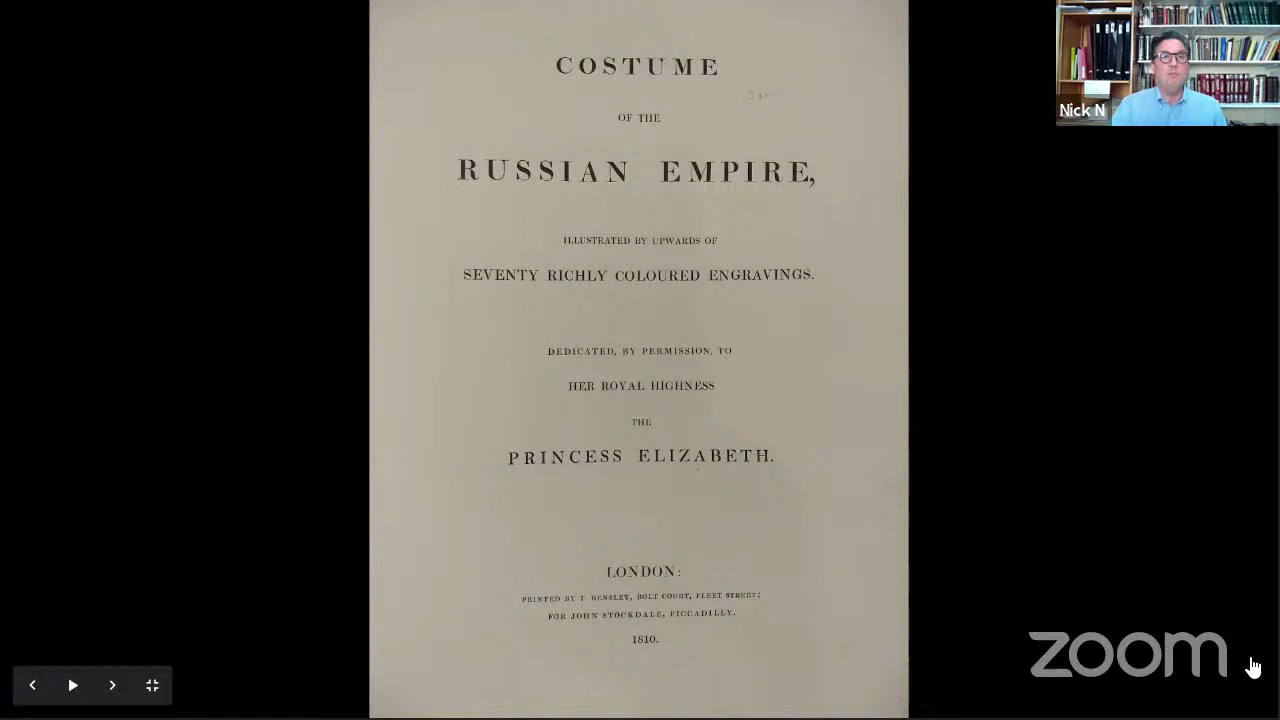 COSTUME
OF THE
RUSSIAN EMPIRE,
ILLUSTRATED BY UPWARDS OF
SEVENTY RICHLY COLOURED ENGRAVINGS.
DEDICATED, BY PERMISSION, TO
HER ROYAL HIGHNESS
THE
PRINCESS ELIZABETH.
LONDON:
PRINTED BY T. BENSLEY, BOLT COURT, FLEET STREET;
FOR JOHN STOCKDALE, PICCADILLY.
1810.
Nick N
zoom